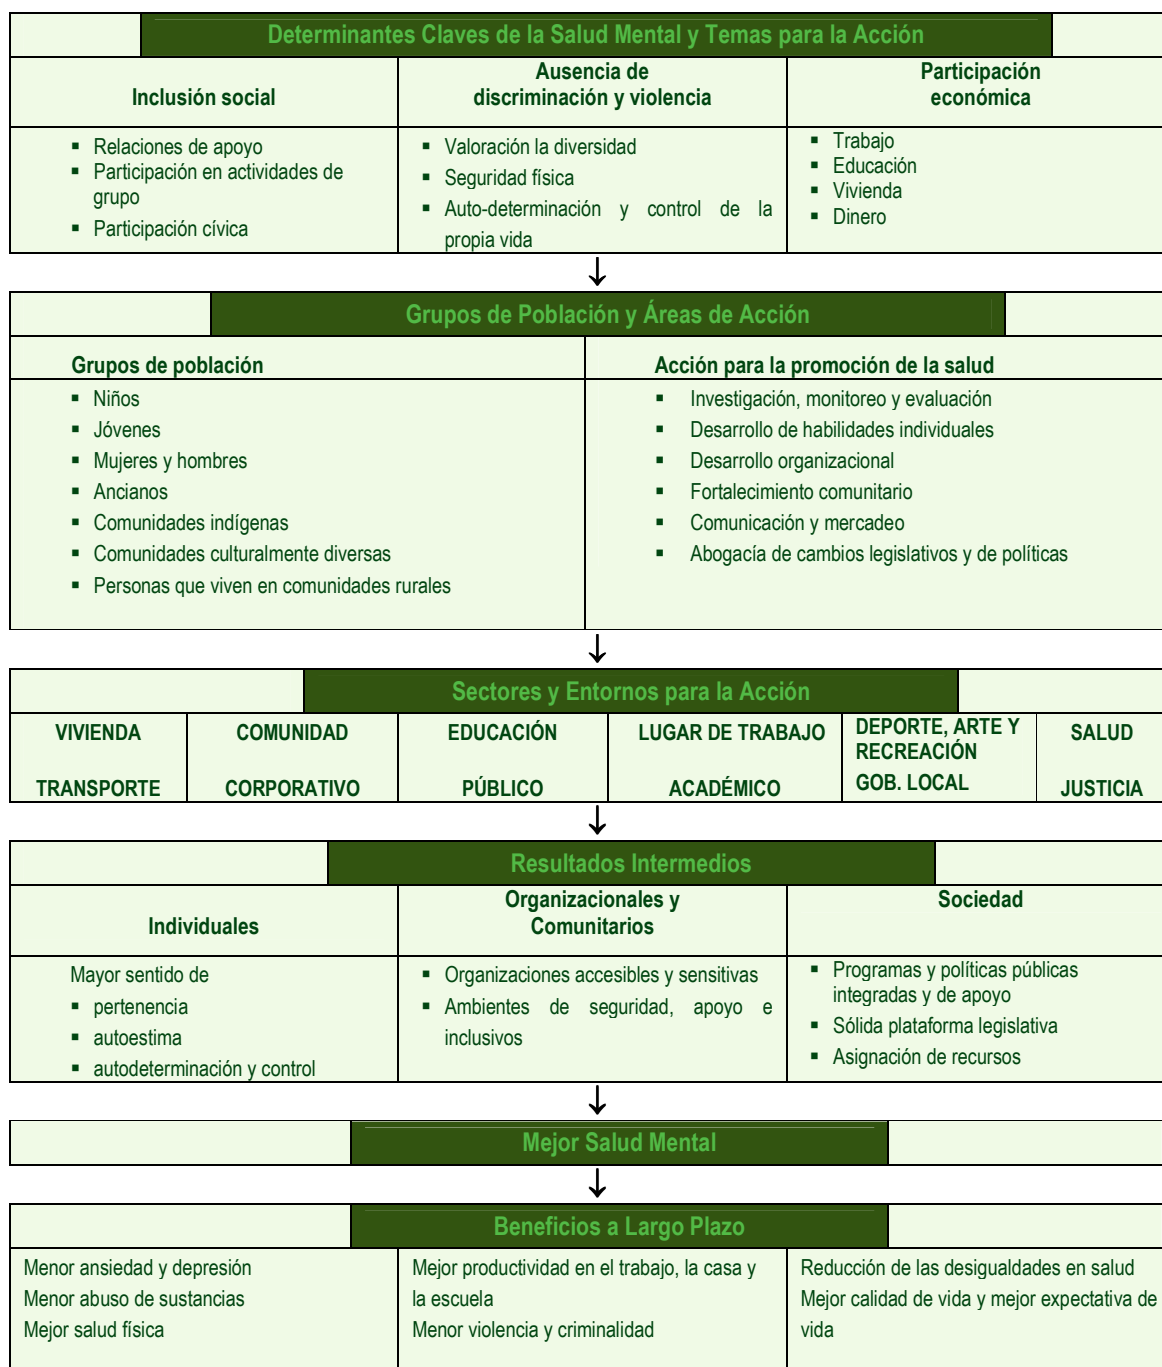 Determinantes Claves de la Salud Mental y Temas para la Acción
Inclusión social
Ausencia de
discriminación y violencia
Participación
económica
▪ Relaciones de apoyo
▪ Participación en actividades de
grupo
▪ Participación cívica
▪ Valoración la diversidad
▪ Seguridad física
▪ Auto-determinación y control de la
propia vida
▪ Trabajo
▪ Educación
▪ Vivienda
▪ Dinero
Grupos de Población y Áreas de Acción
Grupos de población
▪ Niños
▪ Jóvenes
▪ Mujeres y hombres
▪ Ancianos
▪ Comunidades indígenas
▪ Comunidades culturalmente diversas
▪ Personas que viven en comunidades rurales
Acción para la promoción de la salud
▪ Investigación, monitoreo y evaluación
▪ Desarrollo de habilidades individuales
▪ Desarrollo organizacional
▪ Fortalecimiento comunitario
▪ Comunicación y mercadeo
▪ Abogacía de cambios legislativos y de políticas
Sectores y Entornos para la Acción
VIVIENDA
TRANSPORTE
COMUNIDAD
CORPORATIVO
EDUCACIÓN
PÚBLICO
LUGAR DE TRABAJO
ACADÉMICO
DEPORTE, ARTE Y
RECREACIÓN
GOB. LOCAL
SALUD
JUSTICIA
Resultados Intermedios
Individuales
Organizacionales y
Comunitarios
Sociedad
Mayor sentido de
▪ pertenencia
▪ autoestima
▪ autodeterminación y control
▪ Organizaciones accesibles y sensitivas
▪ Ambientes de seguridad, apoyo e
inclusivos
▪ Programas y políticas públicas
integradas y de apoyo
▪ Sólida plataforma legislativa
▪ Asignación de recursos
Mejor Salud Mental
Beneficios a Largo Plazo
Menor ansiedad y depresión
Menor abuso de sustancias
Mejor salud física
Mejor productividad en el trabajo, la casa y
la escuela
Menor violencia y criminalidad
Reducción de las desigualdades en salud
Mejor calidad de vida y mejor expectativa de
vida